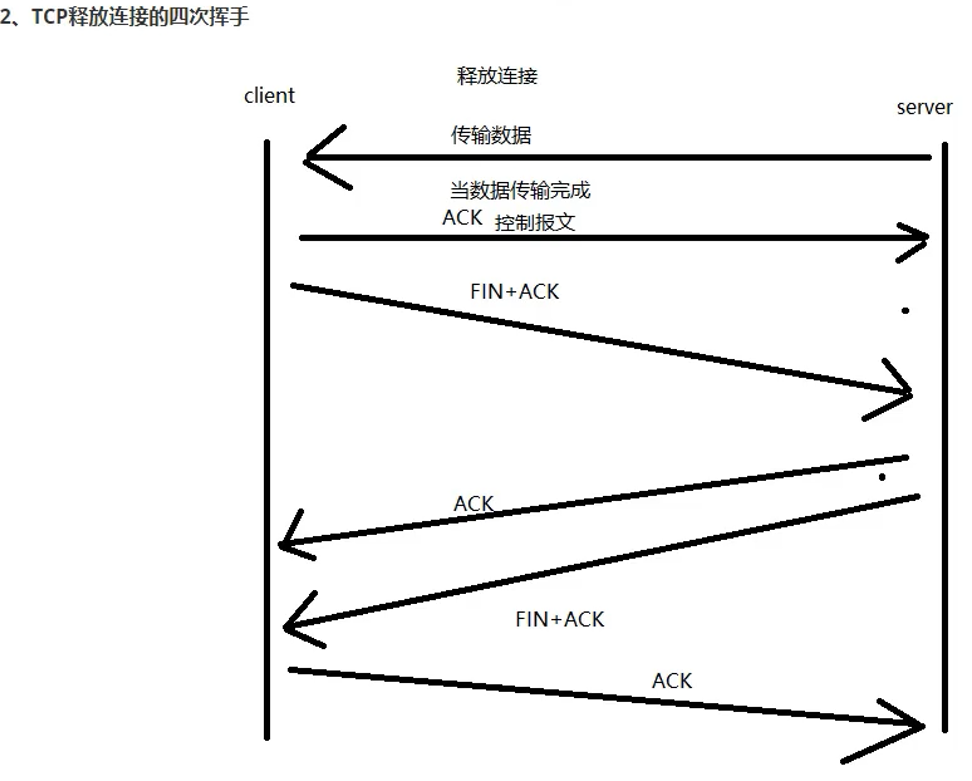 2、TCP释放连接的四次挥手
释放连接
client
server
传输数据
当数据传输完成
ACK 控制报文
FIN+ACK
ACK
FIN+ACK
ACK